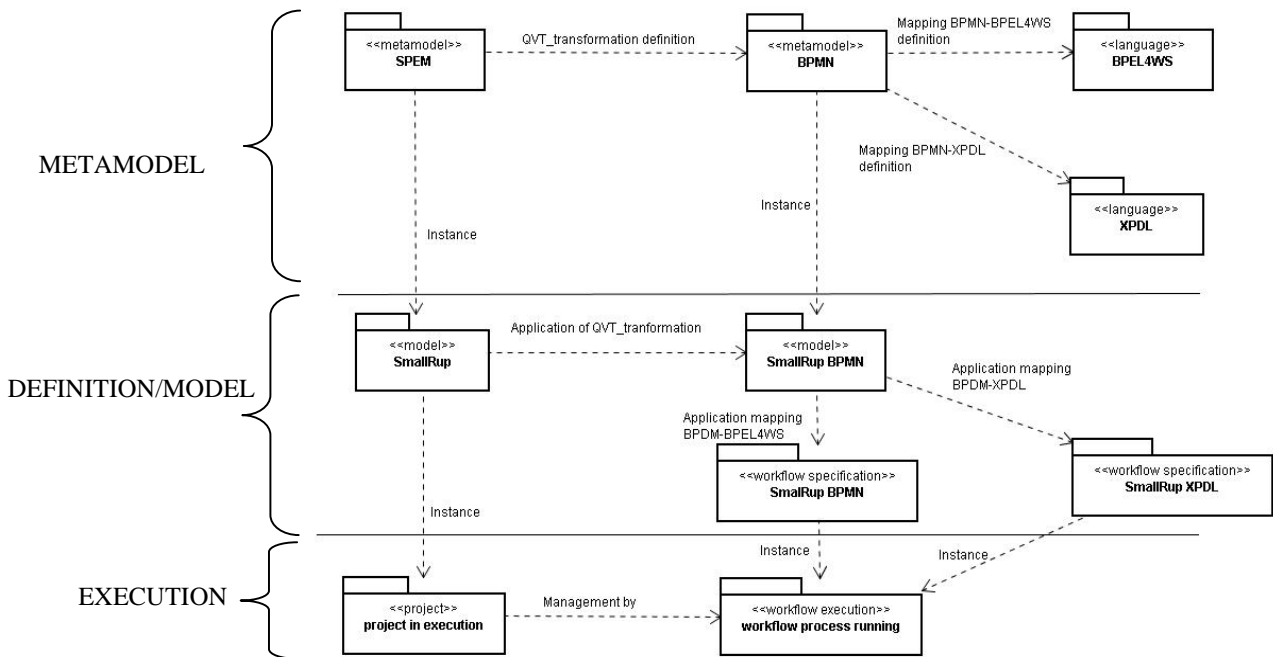 METAMODEL
<<metamodel>>
SPEM
QVT_transformation definition
<<metamodel>>
BPMN
Mapping BPMN-BPEL4WS
definition
<<language>>
BPEL4WS
Mapping BPMN-XPDL
definition
<<language>>
XPDL
Instance
Instance
DEFINITION/MODEL
<<model>>
SmallRup
Application of QVT_tranformation
<<model>>
SmallRup BPMN
Application mapping
BPDM-XPDL
Application mapping
BPDM-BPEL4WS
<<workflow specification>>
SmalRup BPMN
<<workflow specification>>
SmallRup XPDL
Instance
Instance
Instance
EXECUTION
<<project>>
project in execution
Management by
<<workflow execution>>
workflow process running